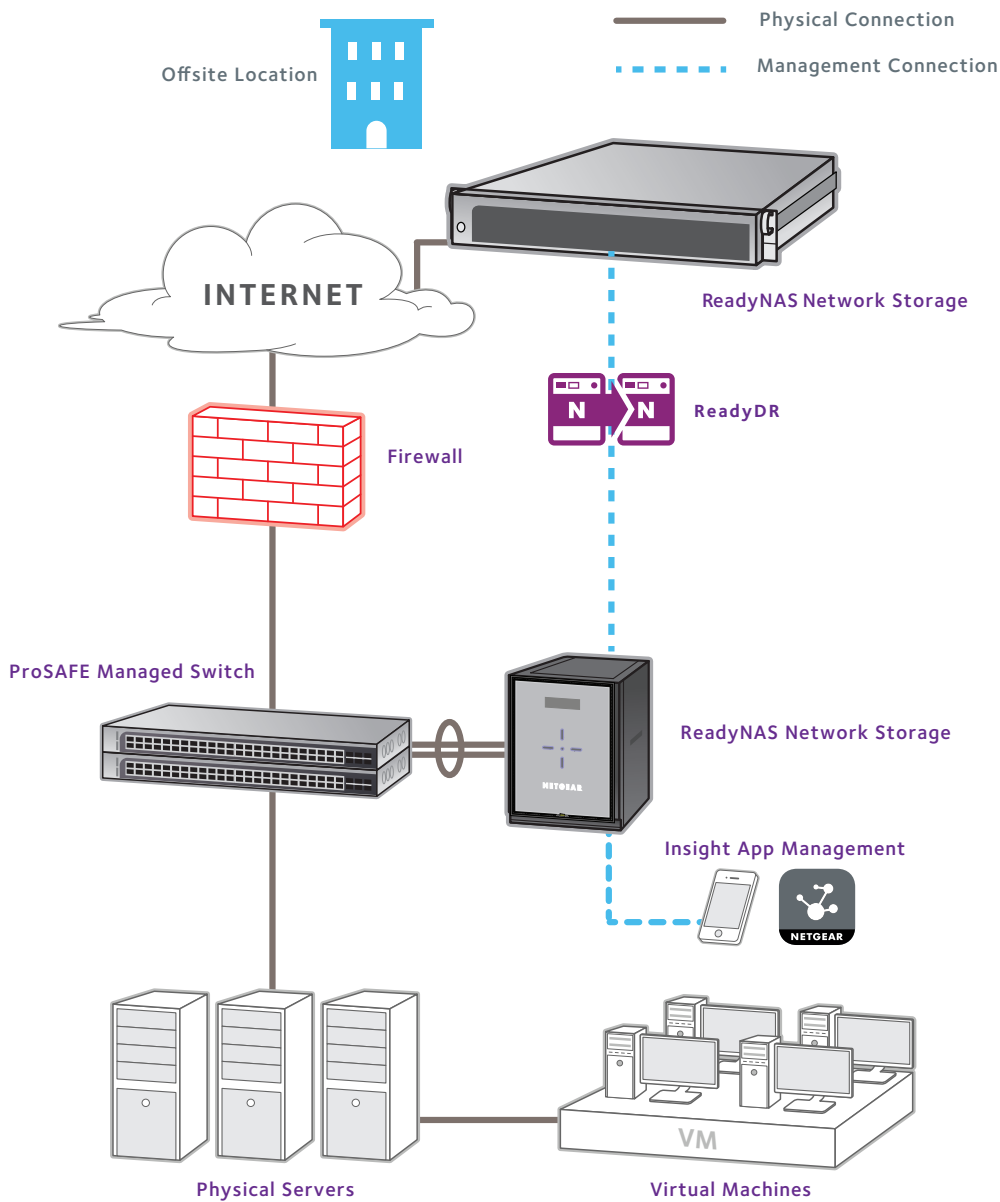 Physical Connection
Offsite Location
Management Connection
INTERNET
ReadyNAS Network Storage
N N
ReadyDR
Firewall
ProSAFE Managed Switch
ReadyNAS Network Storage
NETGEAR
Insight App Management
NETGEAR
VM
Physical Servers
Virtual Machines